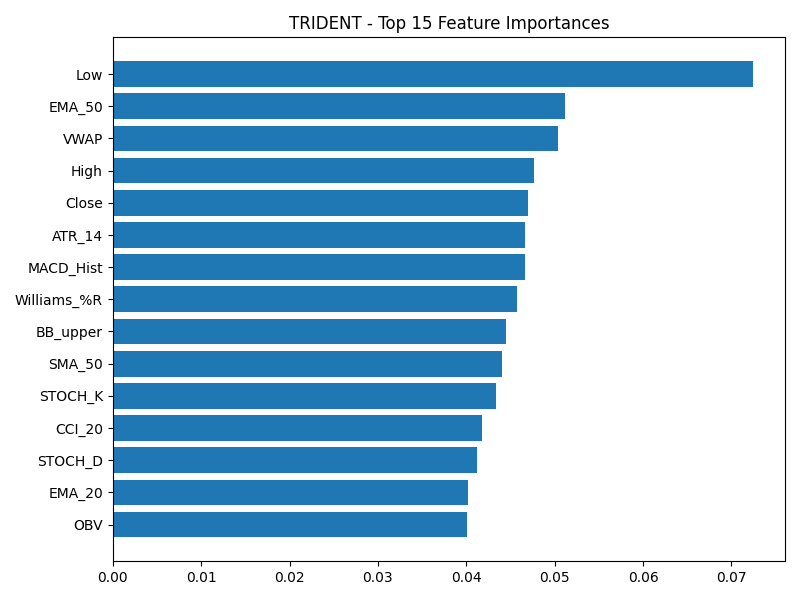 TRIDENT - Top 15 Feature Importances
Low
EMA_50
VWAP
High
Close
ATR_14
MACD_Hist
Williams_%R
BB_upper
SMA_50
STOCH_K
CCI_20
STOCH_D
EMA_20
OBV
0.00 0.01 0.02 0.03 0.04 0.05 0.06 0.07